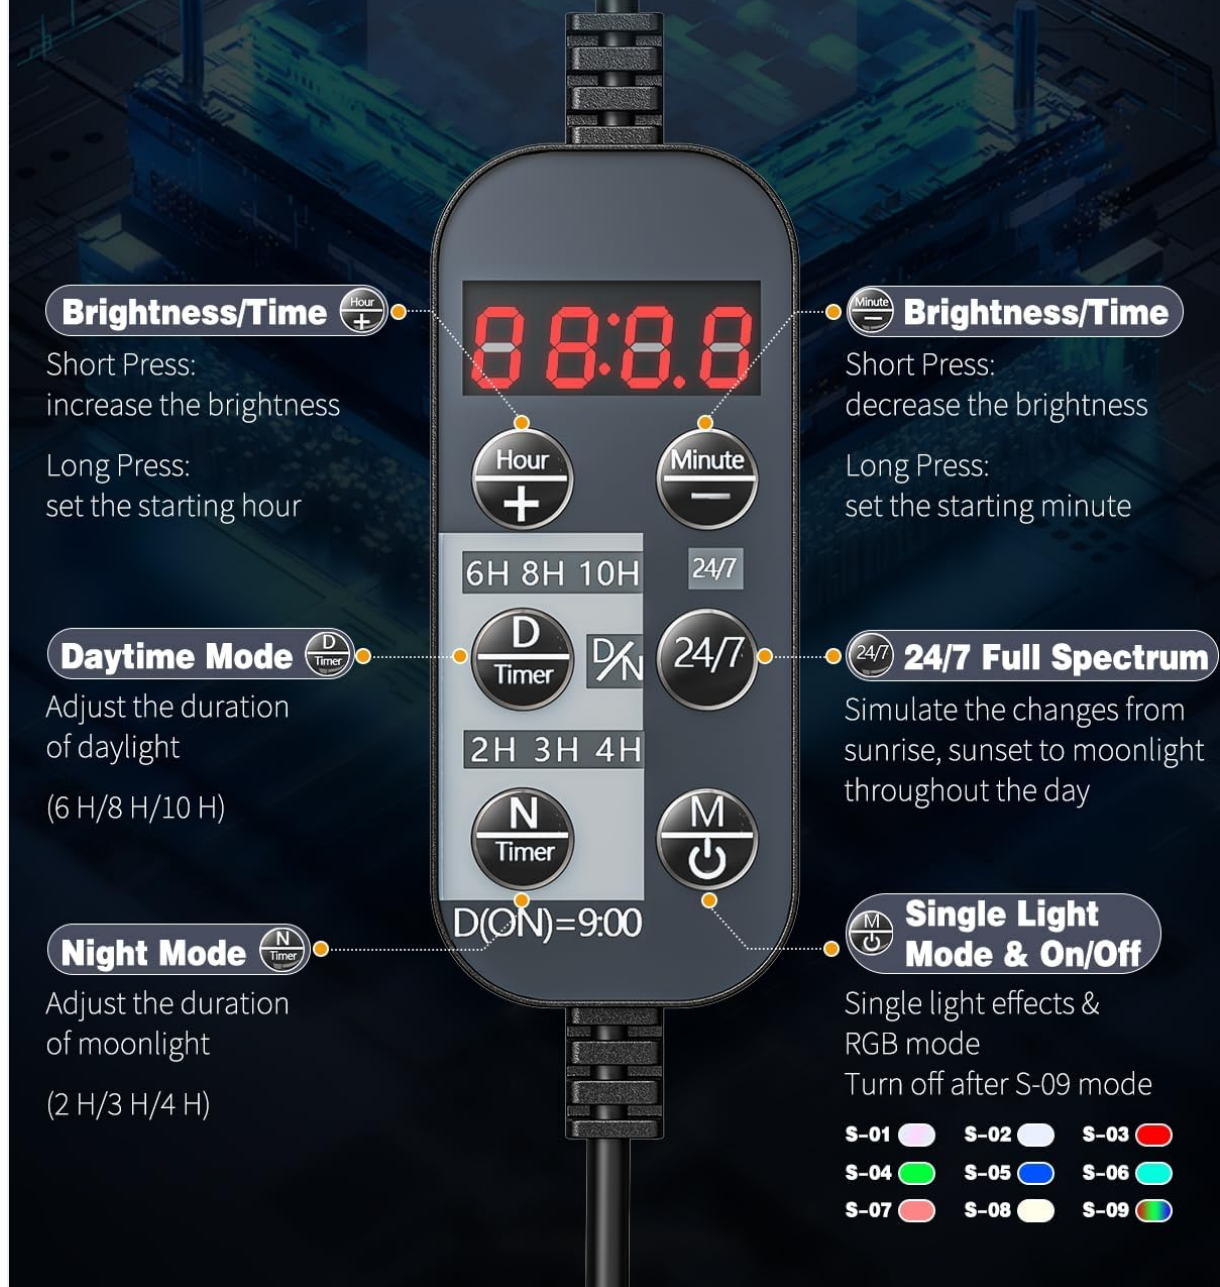 Brightness/Time Hour +
Short Press:
increase the brightness
Long Press:
set the starting hour
Daytime Mode D Timer
Adjust the duration
of daylight
(6 H/8 H/10 H)
Night Mode N Timer
Adjust the duration
of moonlight
(2 H/3 H/4 H)
88:8.8
Hour
+
Minute
−
6H 8H 10H
24/7
D
Timer
D/N
24/7
2H 3H 4H
N
Timer
M
D(ON)=9:00
Minute − Brightness/Time
Short Press:
decrease the brightness
Long Press:
set the starting minute
24/7 24/7 Full Spectrum
Simulate the changes from
sunrise, sunset to moonlight
throughout the day
M Single Light
Mode & On/Off
Single light effects &
RGB mode
Turn off after S-09 mode
S-01 S-02 S-03
S-04 S-05 S-06
S-07 S-08 S-09